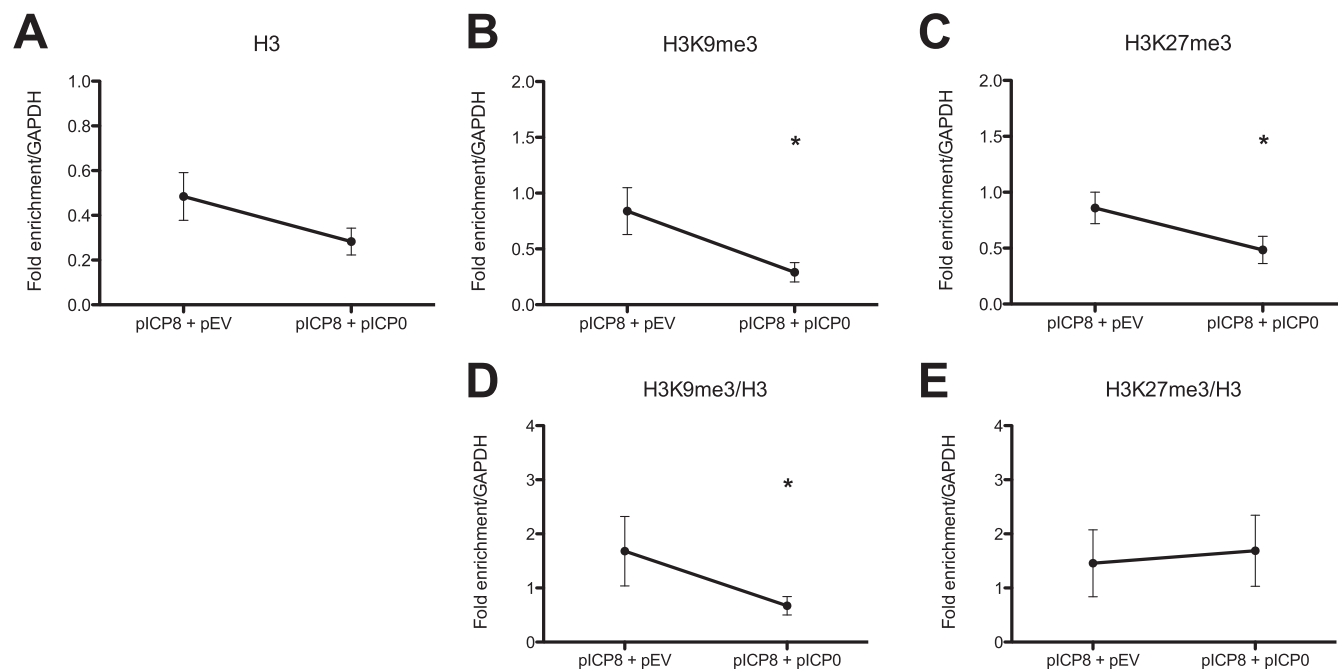 A
H3
Fold enrichment/GAPDH
1.0
0.8
0.6
0.4
0.2
0.0
pICP8 + pEV
pICP8 + pICP0
B
H3K9me3
Fold enrichment/GAPDH
2.0
1.5
1.0
0.5
0.0
*
pICP8 + pEV
pICP8 + pICP0
C
H3K27me3
Fold enrichment/GAPDH
2.0
1.5
1.0
0.5
0.0
*
pICP8 + pEV
pICP8 + pICP0
D
H3K9me3/H3
Fold enrichment/GAPDH
4
3
2
1
0
*
pICP8 + pEV
pICP8 + pICP0
E
H3K27me3/H3
Fold enrichment/GAPDH
4
3
2
1
0
pICP8 + pEV
pICP8 + pICP0